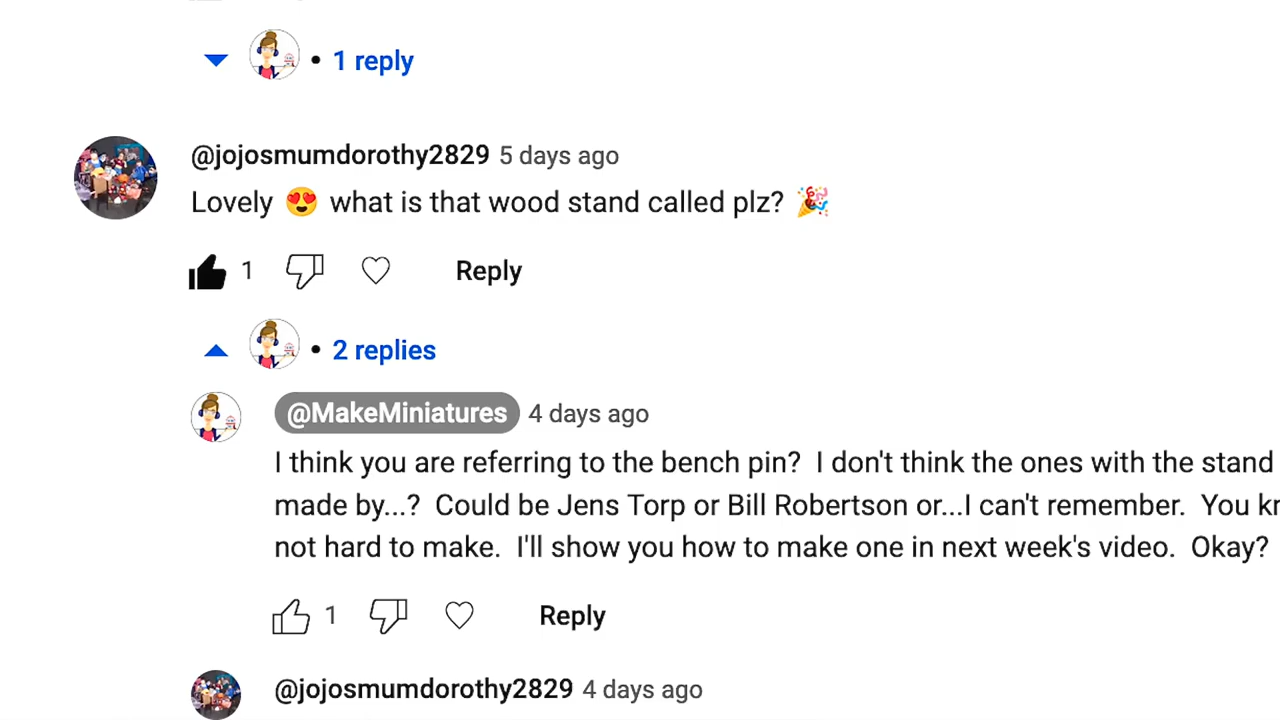 1 reply
@jojosmumdorothy2829 5 days ago
Lovely 😍 what is that wood stand called plz? 🎉
1 Reply
2 replies
@MakeMiniatures 4 days ago
I think you are referring to the bench pin? I don't think the ones with the stand
made by...? Could be Jens Torp or Bill Robertson or...I can't remember. You
not hard to make. I'll show you how to make one in next week's video. Okay?
1 Reply
@jojosmumdorothy2829 4 days ago